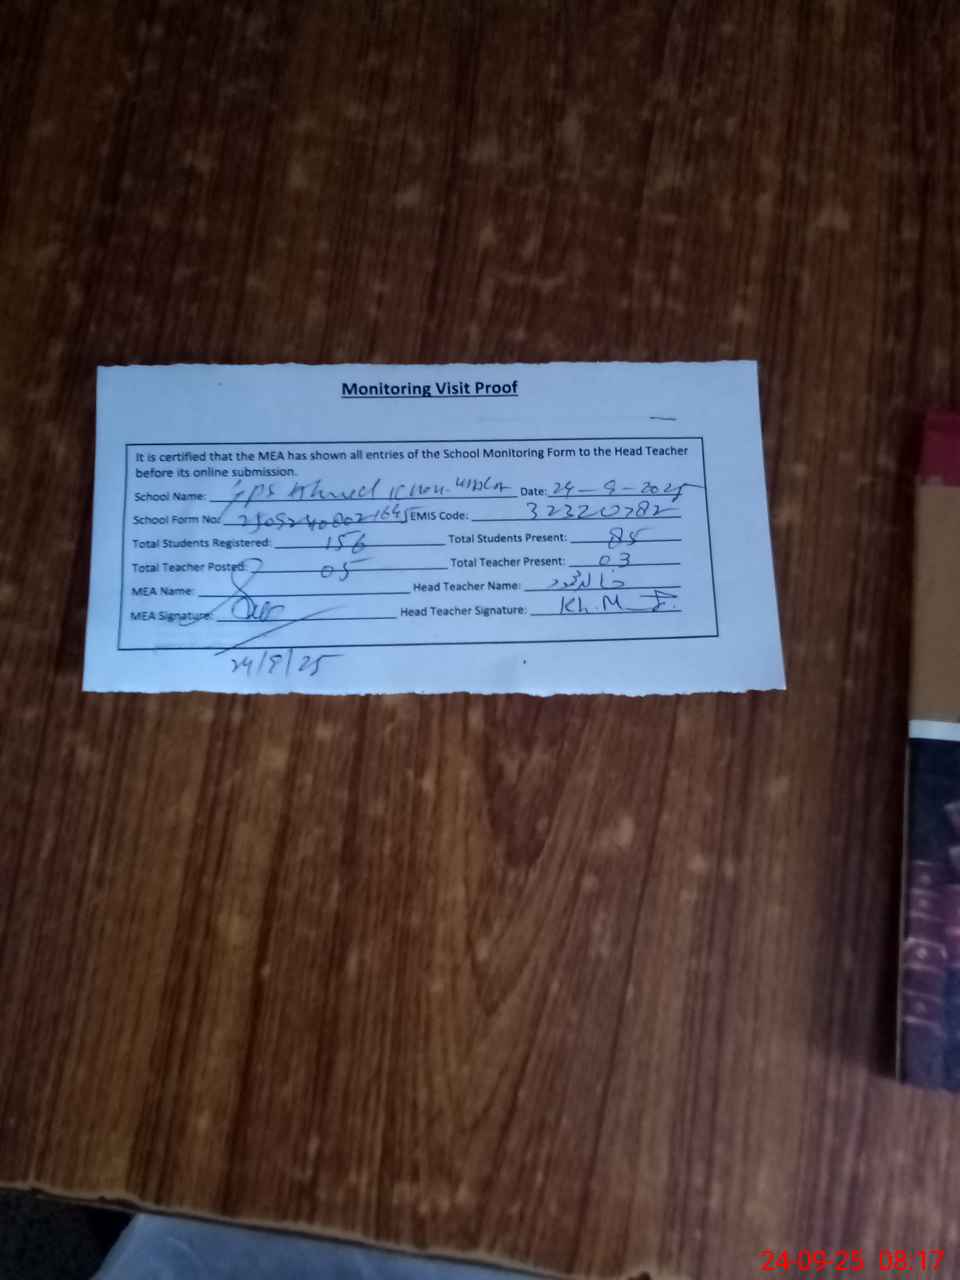 Monitoring Visit Proof
It is certified that the MEA has shown all entries of the School Monitoring Form to the Head Teacher
before its online submission.
School Name: GPS Ahmed Date: 24-9-2025
School Form No: EMIS Code: 32320782
Total Students Registered: 156 Total Students Present: 85
Total Teacher Posted: 05 Total Teacher Present: 03
MEA Name: Head Teacher Name:
MEA Signature: Head Teacher Signature: Kh.M
24/9/25
24-09-25 08:17